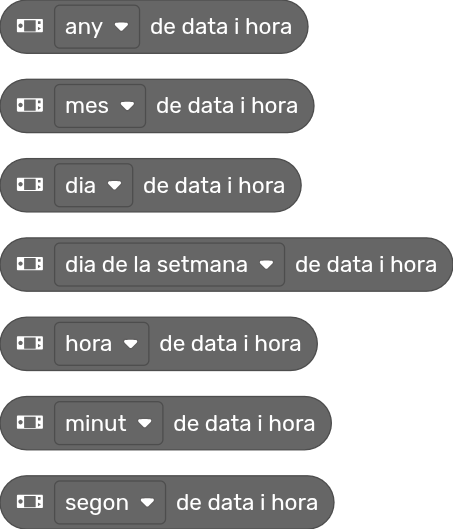 any de data i hora
mes de data i hora
dia de data i hora
dia de la setmana de data i hora
hora de data i hora
minut de data i hora
segon de data i hora